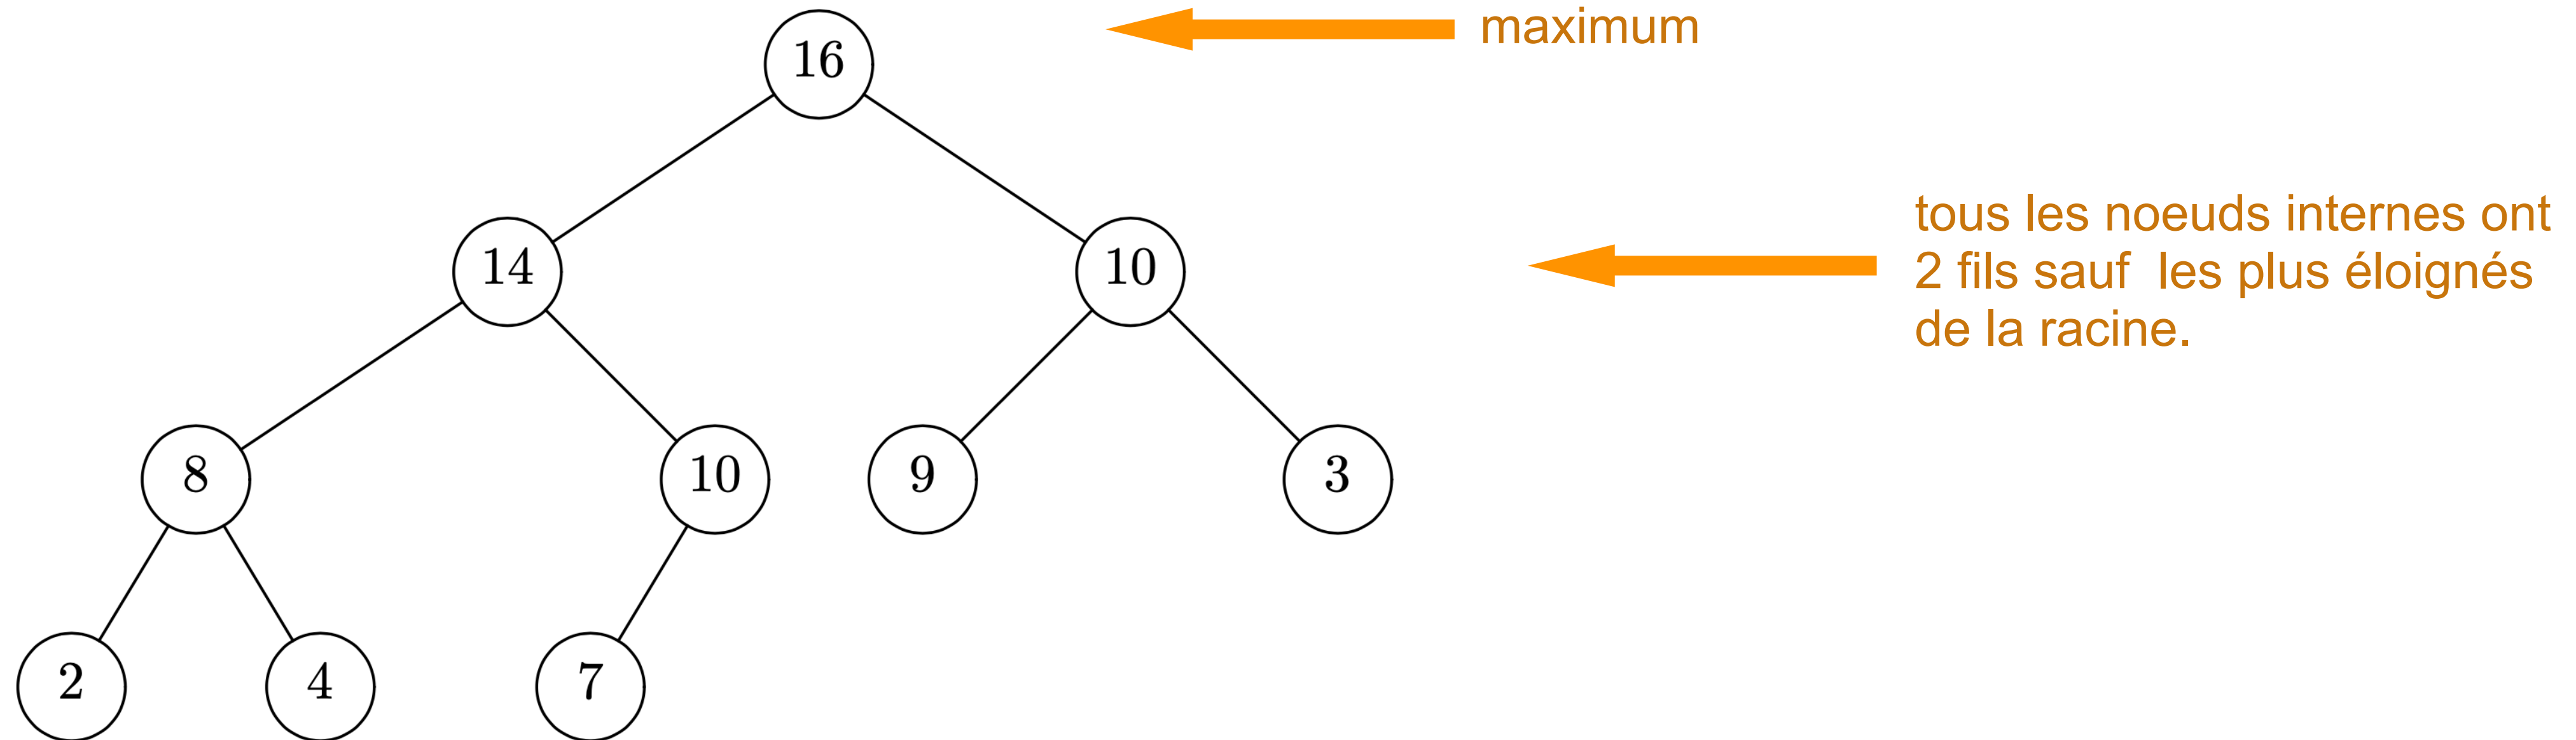 16
maximum
14
10
tous les noeuds internes ont
2 fils sauf les plus éloignés
de la racine.
8
10
9
3
2
4
7